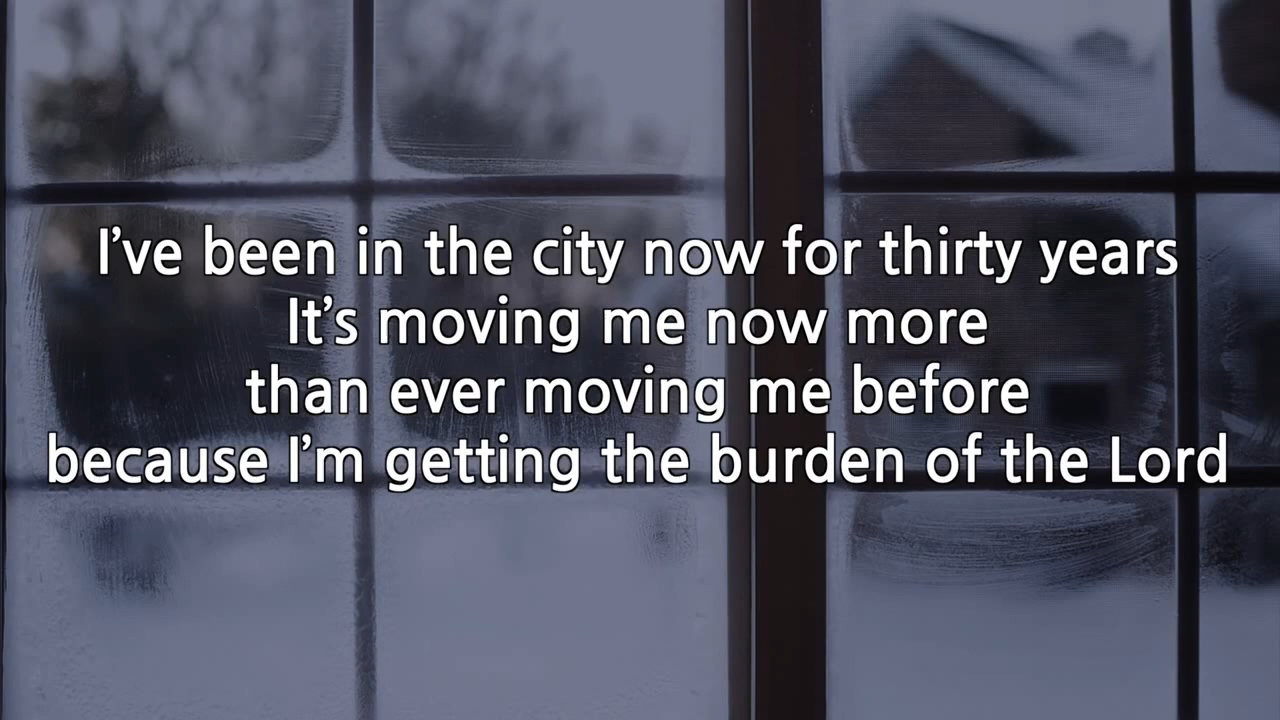 I’ve been in the city now for thirty years
It’s moving me now more
than ever moving me before
because I’m getting the burden of the Lord